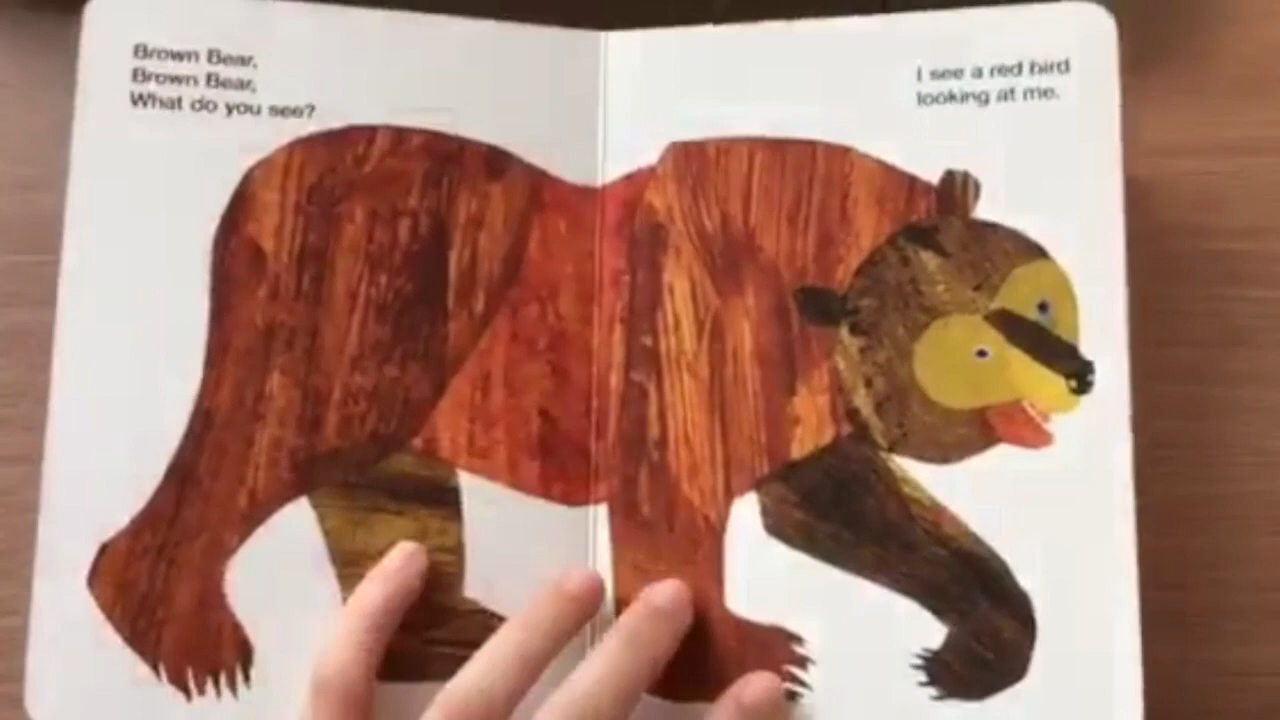 Brown Bear,
Brown Bear,
What do you see?
I see a red bird
looking at me.